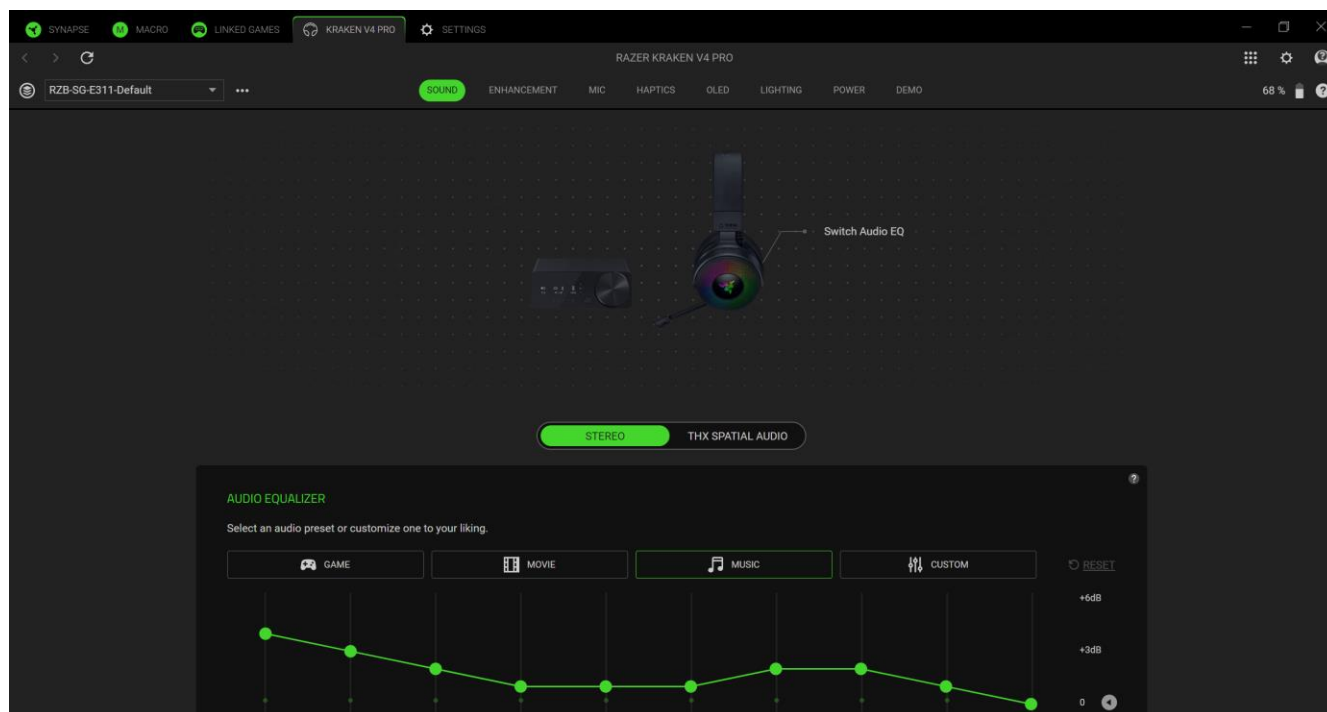 SYNAPSE MACRO LINKED GAMES KRAKEN V4 PRO SETTINGS
RAZER KRAKEN V4 PRO
RZB-SG-E311-Default SOUND ENHANCEMENT MIC HAPTICS OLED LIGHTING POWER DEMO 68 %
Switch Audio EQ
STEREO THX SPATIAL AUDIO
AUDIO EQUALIZER
Select an audio preset or customize one to your liking.
GAME MOVIE MUSIC CUSTOM RESET
+6dB
+3dB
0